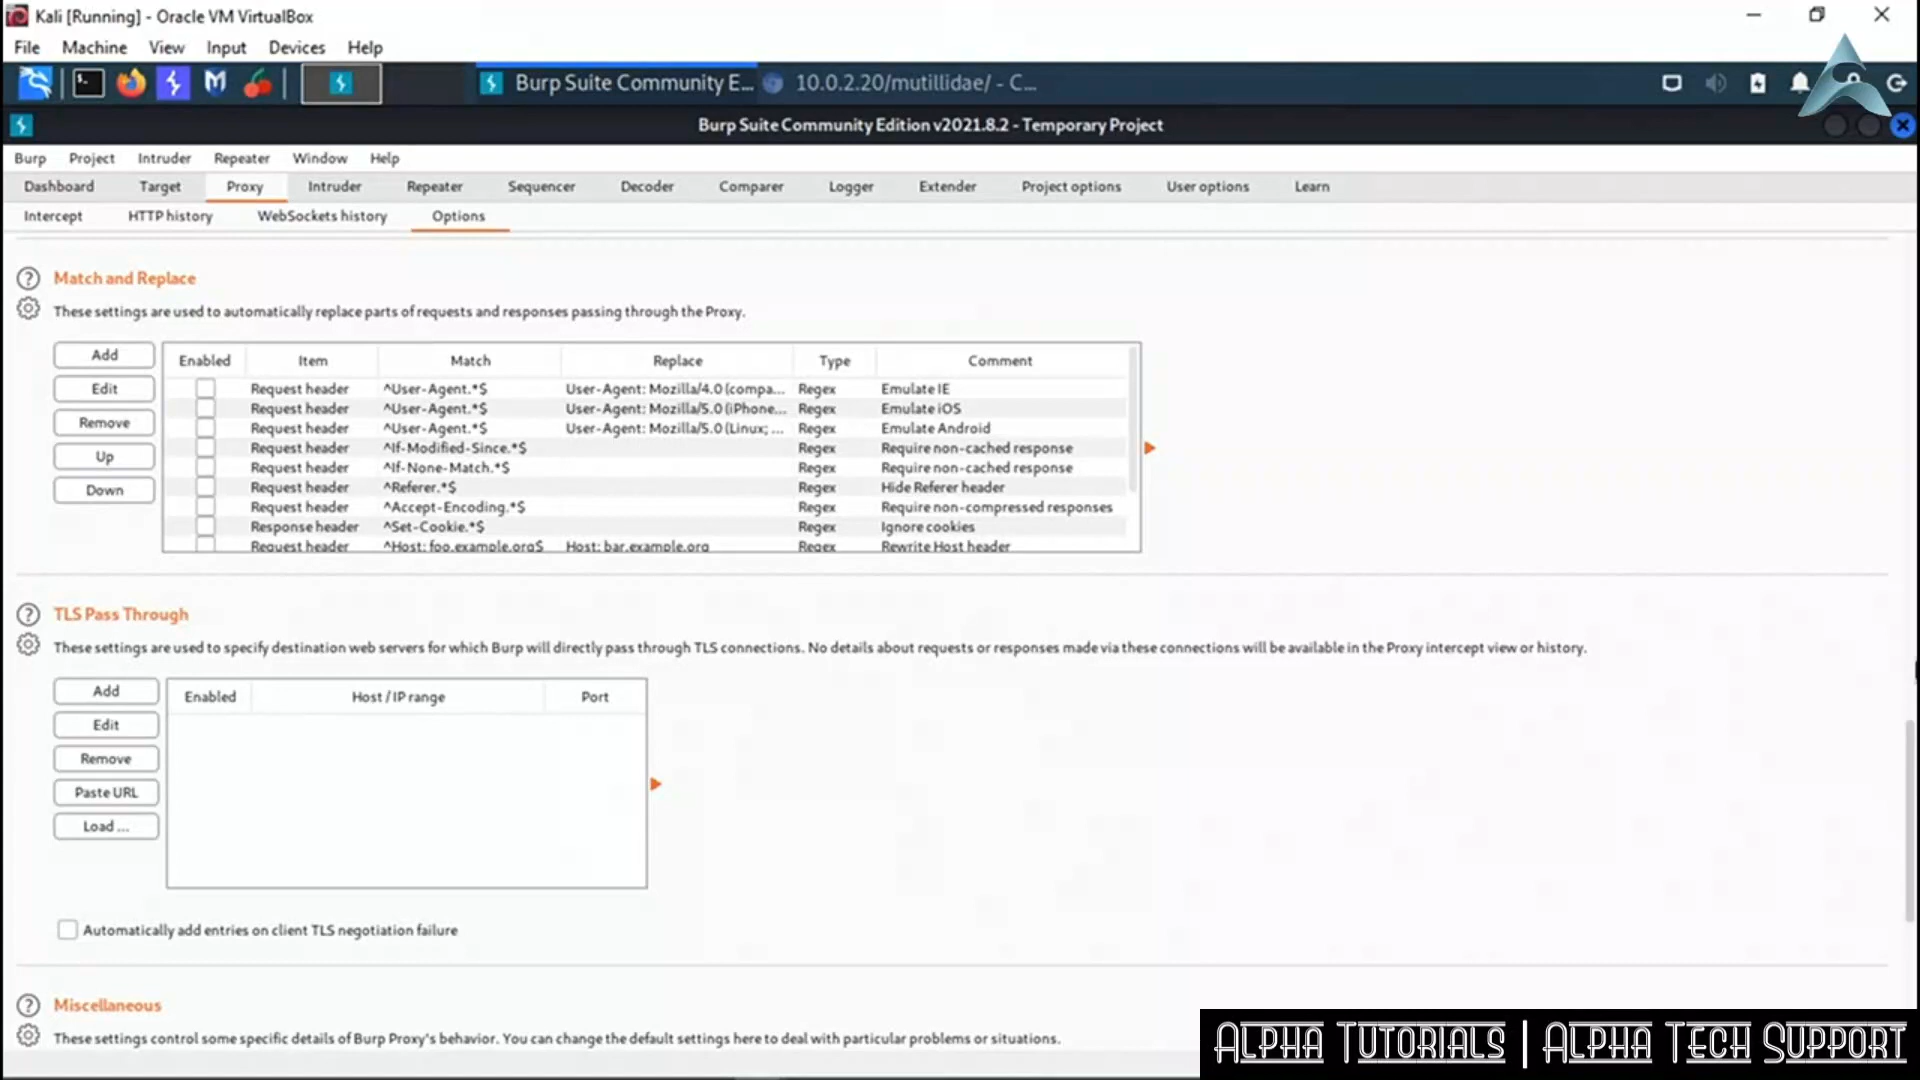 Kali [Running] - Oracle VM VirtualBox
File Machine View Input Devices Help
Burp Suite Community E... 10.0.2.20/mutillidae/ - C...
Burp Suite Community Edition v2021.8.2 - Temporary Project
Burp Project Intruder Repeater Window Help
Dashboard Target Proxy Intruder Repeater Sequencer Decoder Comparer Logger Extender Project options User options Learn
Intercept HTTP history WebSockets history Options
Match and Replace
These settings are used to automatically replace parts of requests and responses passing through the Proxy.
Add
Edit
Remove
Up
Down
Enabled Item Match Replace Type Comment
Request header ^User-Agent.*$ User-Agent: Mozilla/4.0 (compa... Regex Emulate IE
Request header ^User-Agent.*$ User-Agent: Mozilla/5.0 (iPhone... Regex Emulate iOS
Request header ^User-Agent.*$ User-Agent: Mozilla/5.0 (Linux; ... Regex Emulate Android
Request header ^If-Modified-Since.*$ Regex Require non-cached response
Request header ^If-None-Match.*$ Regex Require non-cached response
Request header ^Referer.*$ Regex Hide Referer header
Request header ^Accept-Encoding.*$ Regex Require non-compressed responses
Response header ^Set-Cookie.*$ Regex Ignore cookies
Request header ^Host: foo.example.org$ Host: bar.example.org Regex Rewrite Host header
TLS Pass Through
These settings are used to specify destination web servers for which Burp will directly pass through TLS connections. No details about requests or responses made via these connections will be available in the Proxy intercept view or history.
Add
Edit
Remove
Paste URL
Load ...
Enabled Host / IP range Port
Automatically add entries on client TLS negotiation failure
Miscellaneous
These settings control some specific details of Burp Proxy's behavior. You can change the default settings here to deal with particular problems or situations.
Alpha Tutorials | Alpha Tech Support